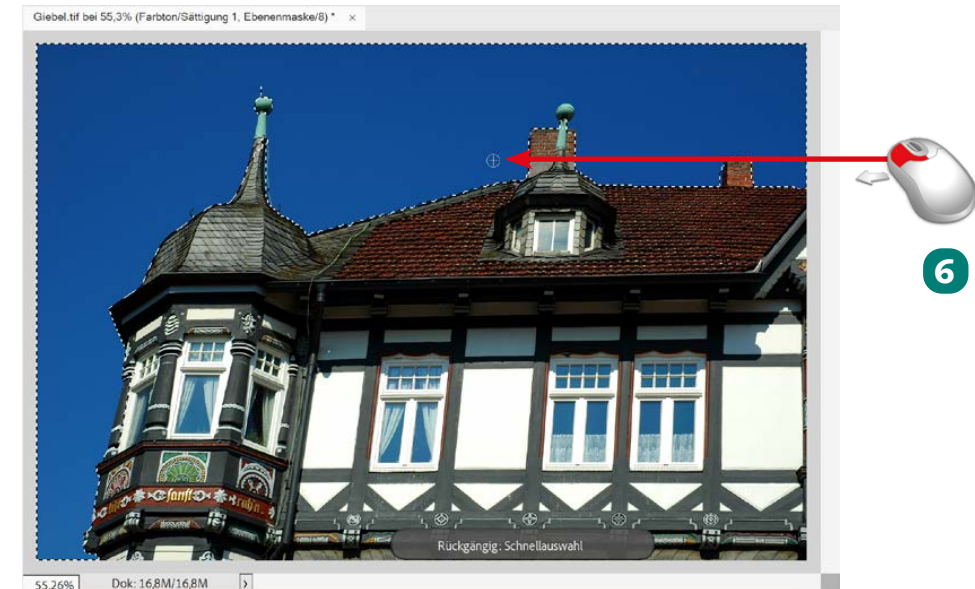 Giebel.tif bei 55,3% (Farbton/Sättigung 1, Ebenenmaske/8) * ×
6
sanft
ruhn.
Rückgängig: Schnellauswahl
55,26% Dok: 16,8M/16,8M >